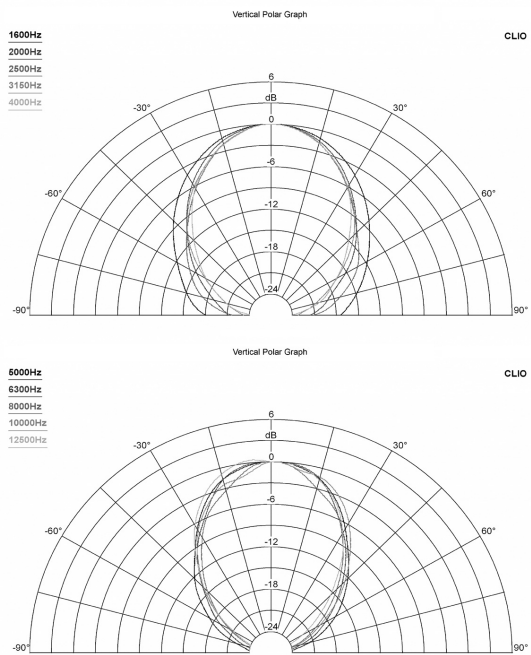 Vertical Polar Graph
1600Hz
2000Hz
2500Hz
3150Hz
4000Hz
CLIO
6
dB
0
-6
-12
-18
-24
-30°
30°
-60°
60°
-90°
90°
Vertical Polar Graph
5000Hz
6300Hz
8000Hz
10000Hz
12500Hz
CLIO
6
dB
0
-6
-12
-18
-24
-30°
30°
-60°
60°
-90°
90°